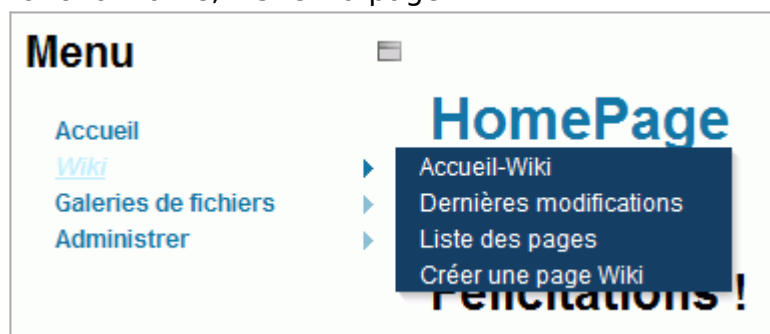 Menu
HomePage
Accueil
Wiki
Galeries de fichiers
Administrer
Accueil-Wiki
Dernières modifications
Liste des pages
Créer une page Wiki
Félicitations !